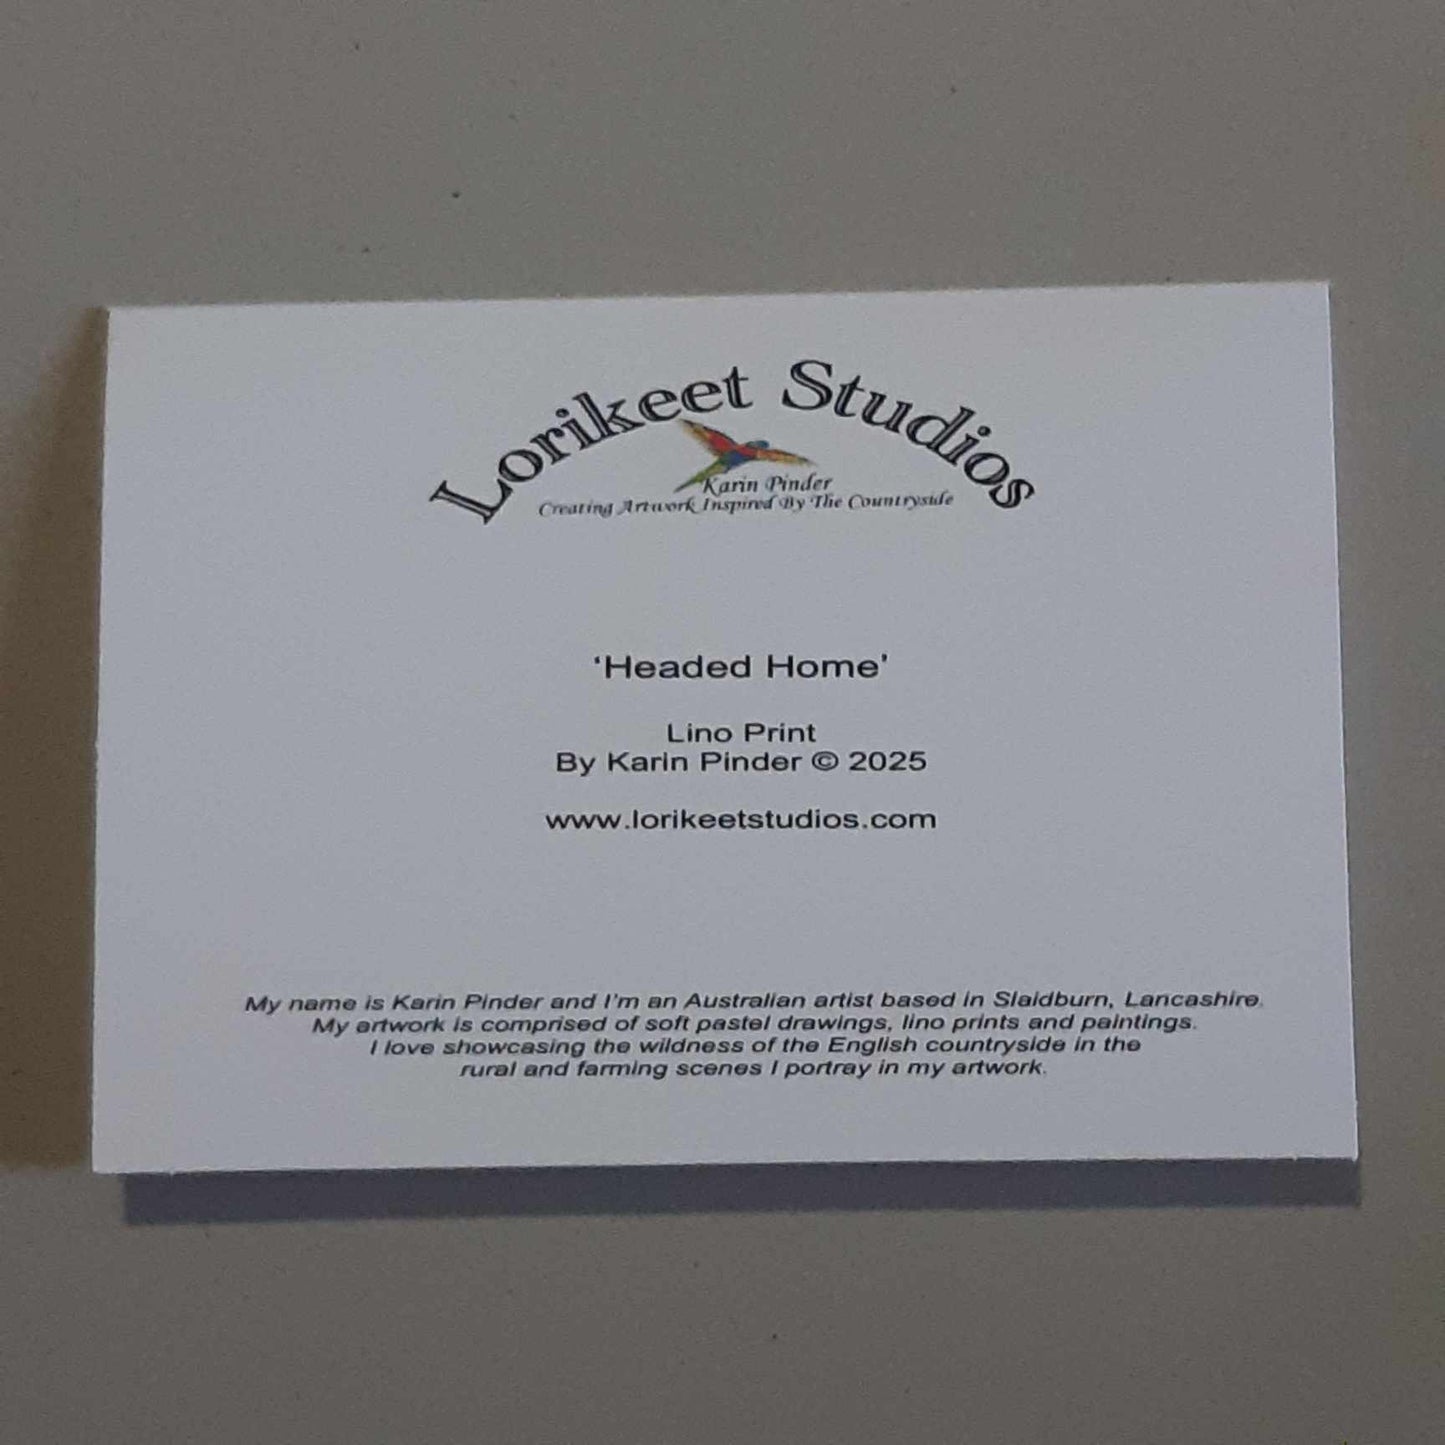 Lorikeet Studios
Karin Pinder
Creating Artwork Inspired By The Countryside
‘Headed Home’
Lino Print
By Karin Pinder © 2025
www.lorikeetstudios.com
My name is Karin Pinder and I'm an Australian artist based in Slaidburn, Lancashire.
My artwork is comprised of soft pastel drawings, lino prints and paintings.
I love showcasing the wildness of the English countryside in the
rural and farming scenes I portray in my artwork.